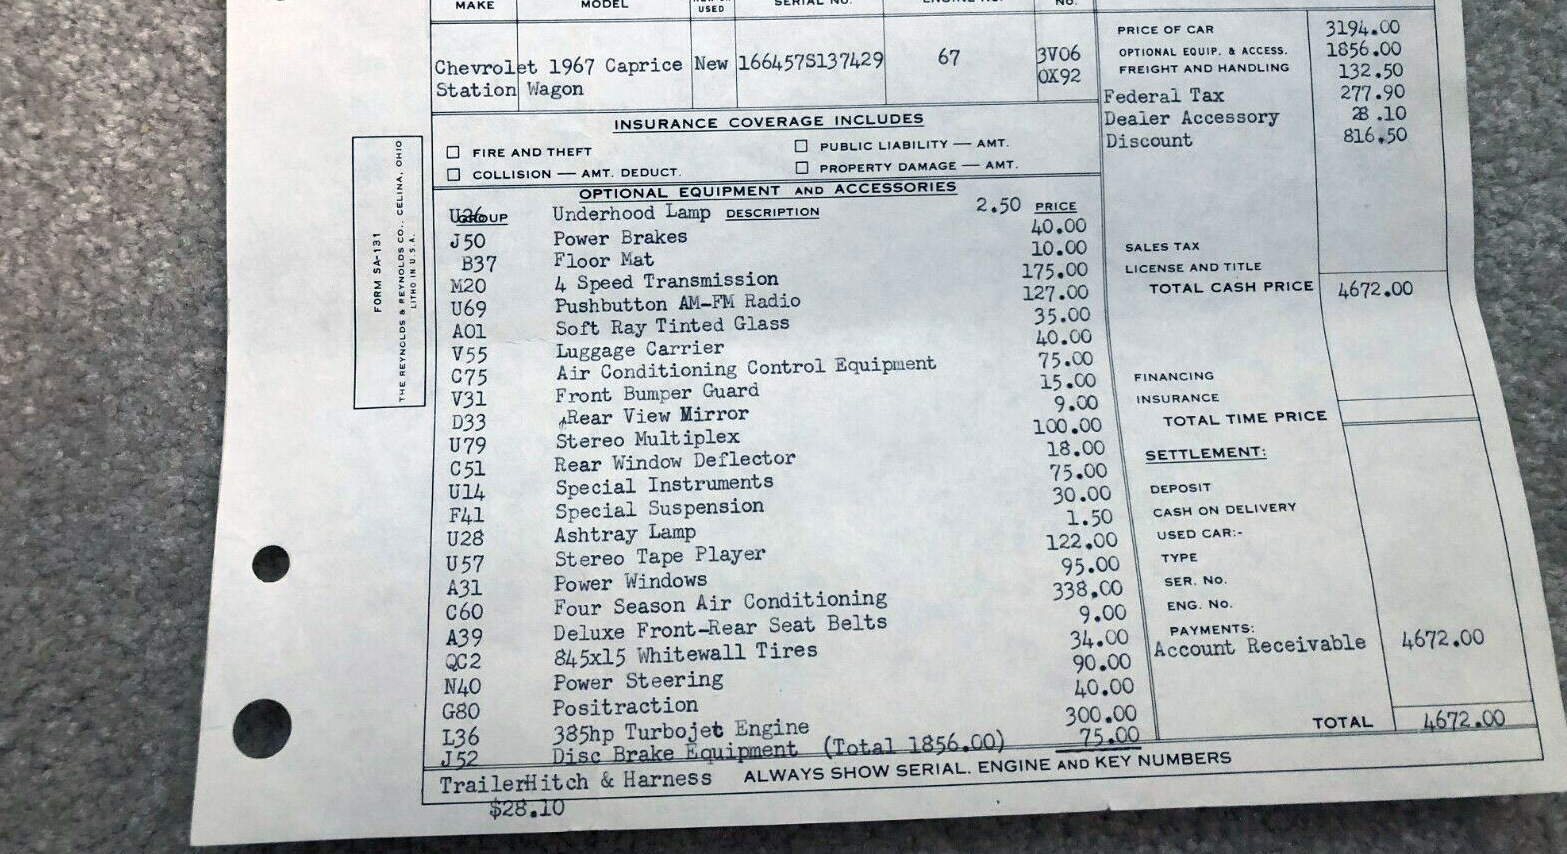 MAKE MODEL USED SERIAL NO. ENGINE NO. NO.
Chevrolet 1967 Caprice New 166457S137429 67 3V06
Station Wagon 0X92
PRICE OF CAR 3194.00
OPTIONAL EQUIP. & ACCESS. 1856.00
FREIGHT AND HANDLING 132.50
Federal Tax 277.90
Dealer Accessory 28.10
Discount 816.50
INSURANCE COVERAGE INCLUDES
☐ FIRE AND THEFT ☐ PUBLIC LIABILITY — AMT.
☐ COLLISION — AMT. DEDUCT. ☐ PROPERTY DAMAGE — AMT.
OPTIONAL EQUIPMENT AND ACCESSORIES
GROUP DESCRIPTION PRICE
U26 Underhood Lamp 2.50
J50 Power Brakes 40.00
B37 Floor Mat 10.00
M20 4 Speed Transmission 175.00
U69 Pushbutton AM-FM Radio 127.00
A01 Soft Ray Tinted Glass 35.00
V55 Luggage Carrier 40.00
C75 Air Conditioning Control Equipment 75.00
V31 Front Bumper Guard 15.00
D33 Rear View Mirror 9.00
U79 Stereo Multiplex 100.00
C51 Rear Window Deflector 18.00
U14 Special Instruments 75.00
F41 Special Suspension 30.00
U28 Ashtray Lamp 1.50
U57 Stereo Tape Player 122.00
A31 Power Windows 95.00
C60 Four Season Air Conditioning 338.00
A39 Deluxe Front-Rear Seat Belts 9.00
QC2 845x15 Whitewall Tires 34.00
N40 Power Steering 90.00
G80 Positraction 40.00
L36 385hp Turbojet Engine 300.00
J52 Disc Brake Equipment (Total 1856.00) 75.00
TrailerHitch & Harness ALWAYS SHOW SERIAL, ENGINE AND KEY NUMBERS
$28.10
SALES TAX
LICENSE AND TITLE
TOTAL CASH PRICE 4672.00
FINANCING
INSURANCE
TOTAL TIME PRICE
SETTLEMENT:
DEPOSIT
CASH ON DELIVERY
USED CAR:-
TYPE
SER. NO.
ENG. NO.
PAYMENTS:
Account Receivable 4672.00
TOTAL 4672.00
FORM SA-131
THE REYNOLDS & REYNOLDS CO., CELINA, OHIO
LITHO IN U.S.A.